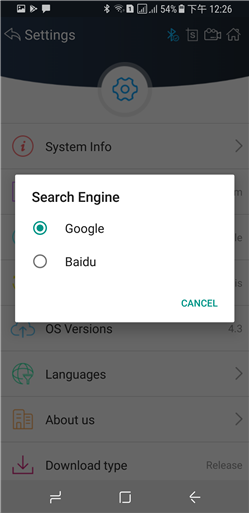 54% 下午 12:26
Settings
System Info
Search Engine
Google
Baidu
CANCEL
OS Versions 4.3
Languages
About us
Download type Release